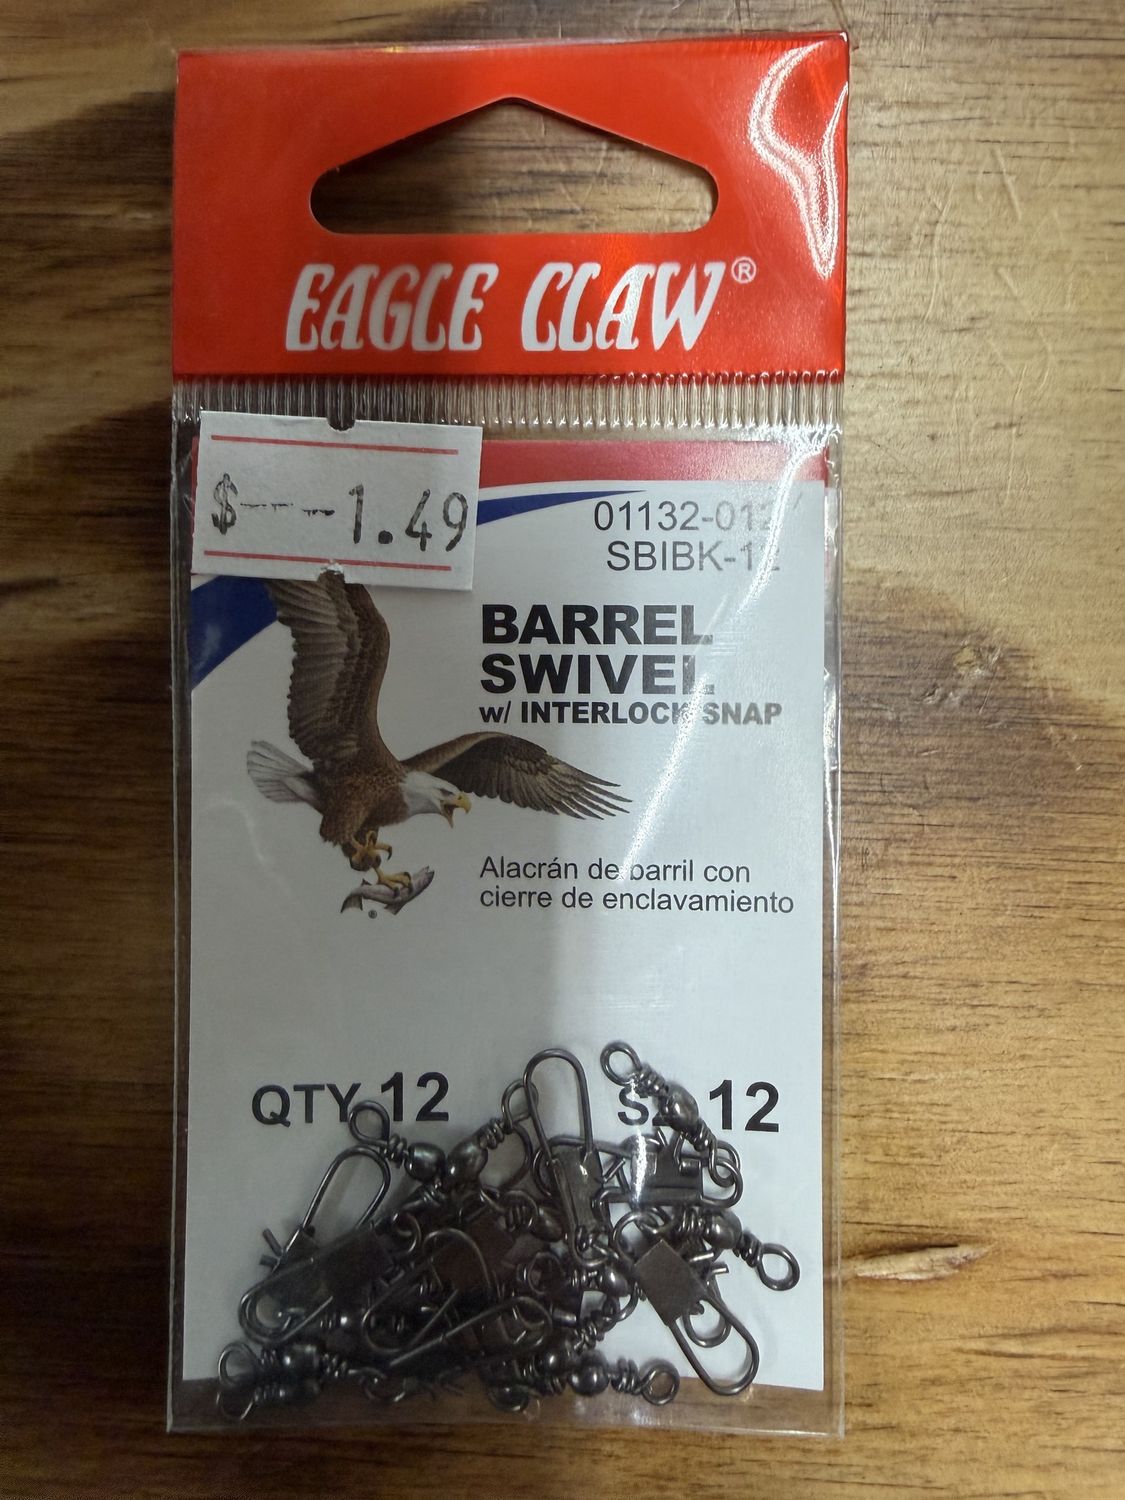 EAGLE CLAW®
$---1.49
01132-012
SBIBK-12
BARREL
SWIVEL
w/ INTERLOCK SNAP
Alacrán de barril con
cierre de enclavamiento
®
QTY 12
SZ 12